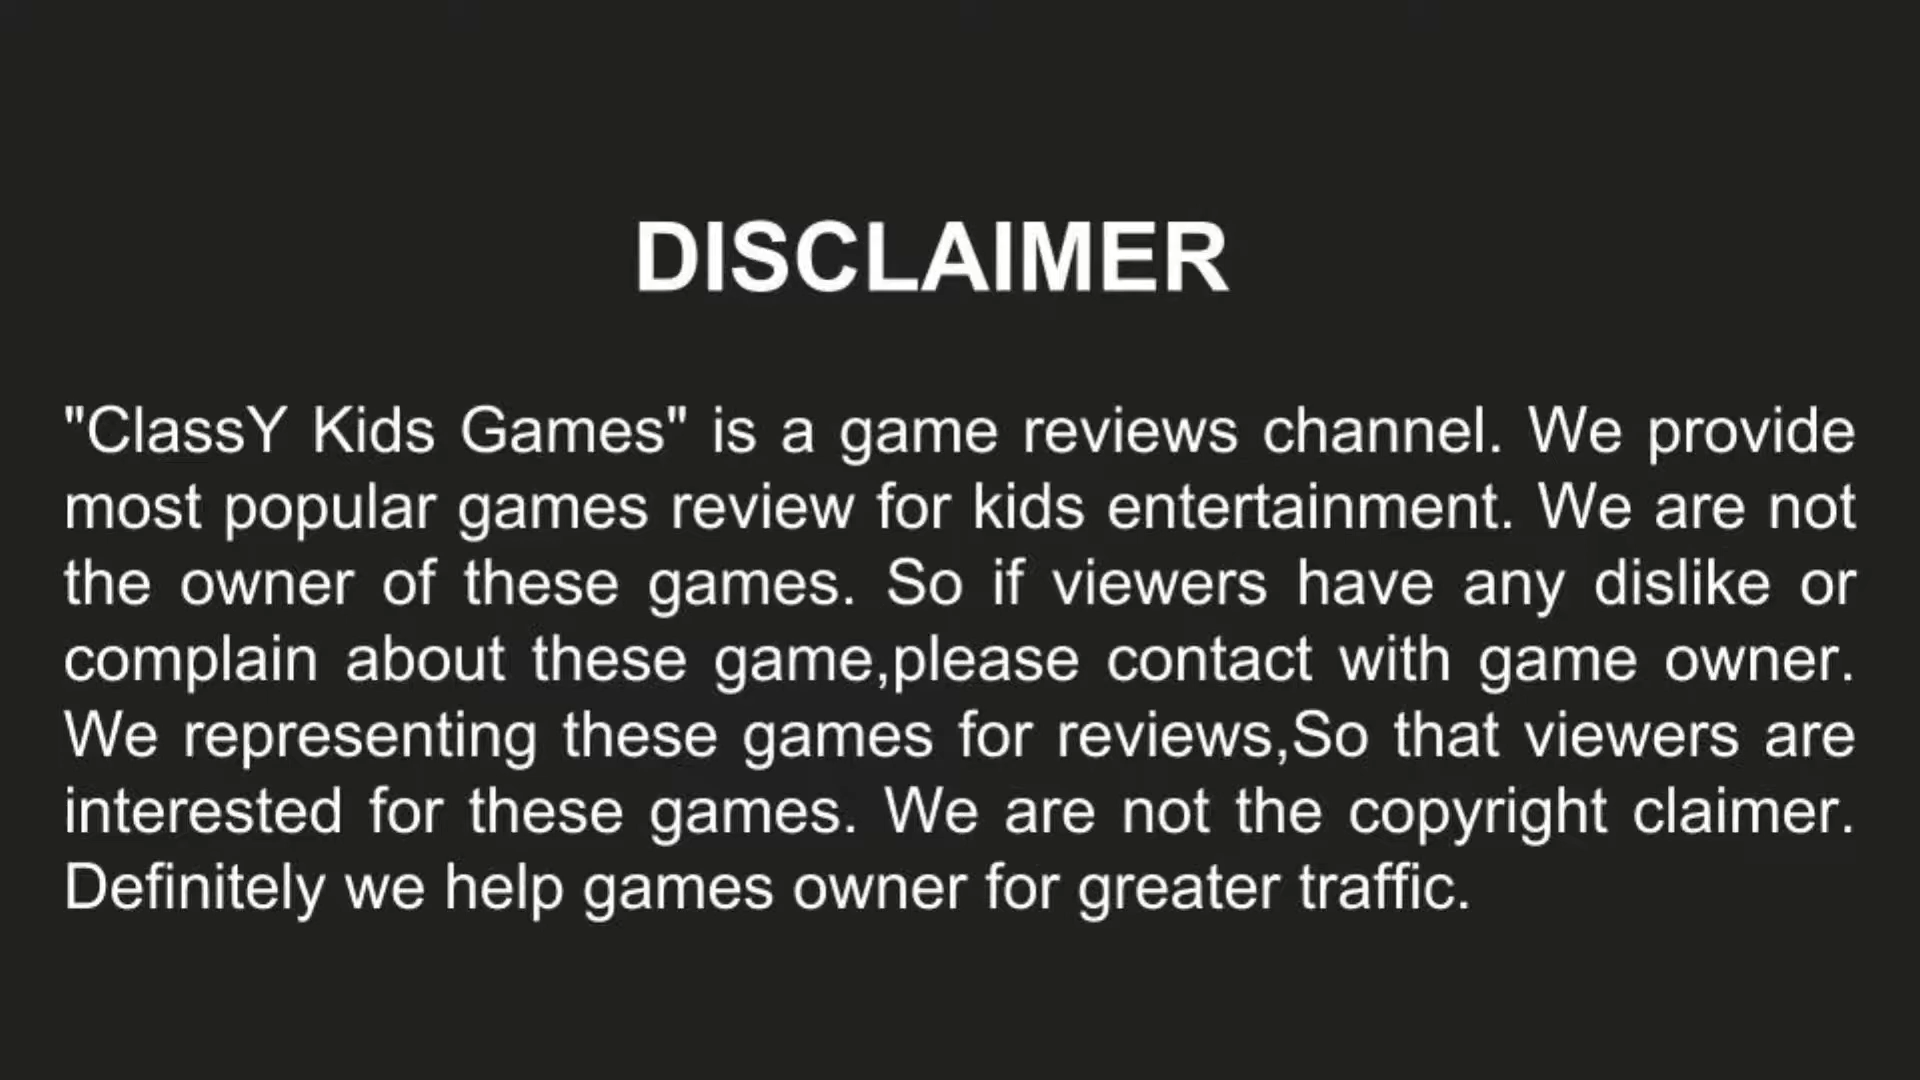 DISCLAIMER
"ClassY Kids Games" is a game reviews channel. We provide
most popular games review for kids entertainment. We are not
the owner of these games. So if viewers have any dislike or
complain about these game,please contact with game owner.
We representing these games for reviews,So that viewers are
interested for these games. We are not the copyright claimer.
Definitely we help games owner for greater traffic.